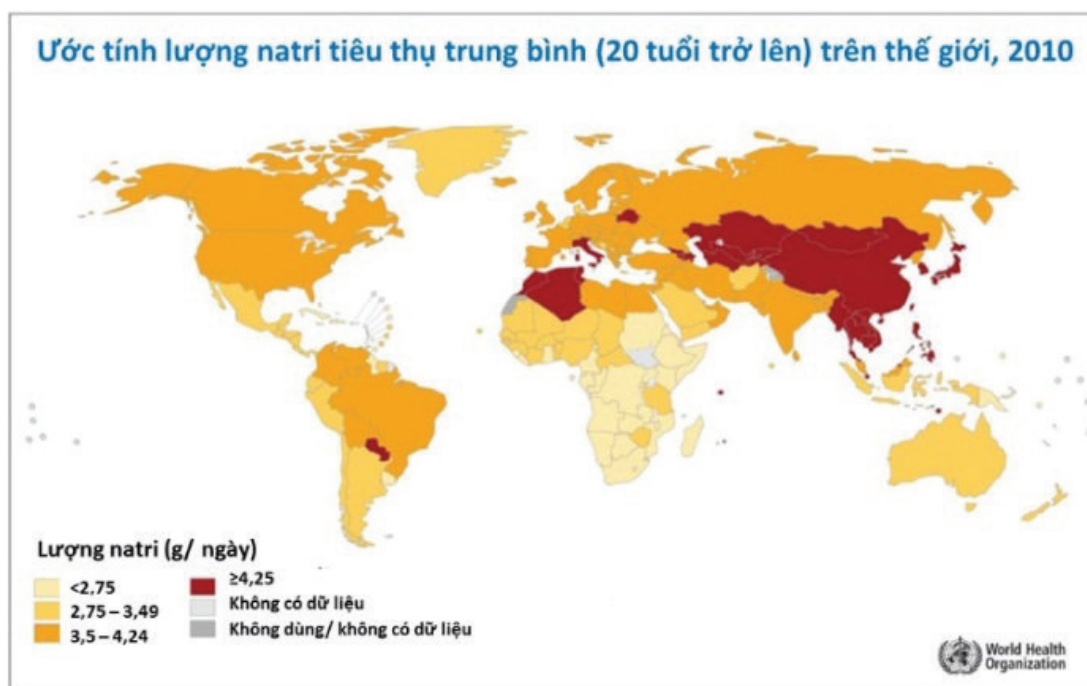 Ước tính lượng natri tiêu thụ trung bình (20 tuổi trở lên) trên thế giới, 2010
Lượng natri (g/ ngày)
<2,75
2,75 – 3,49
3,5 – 4,24
≥4,25
Không có dữ liệu
Không dùng/ không có dữ liệu
World Health
Organization